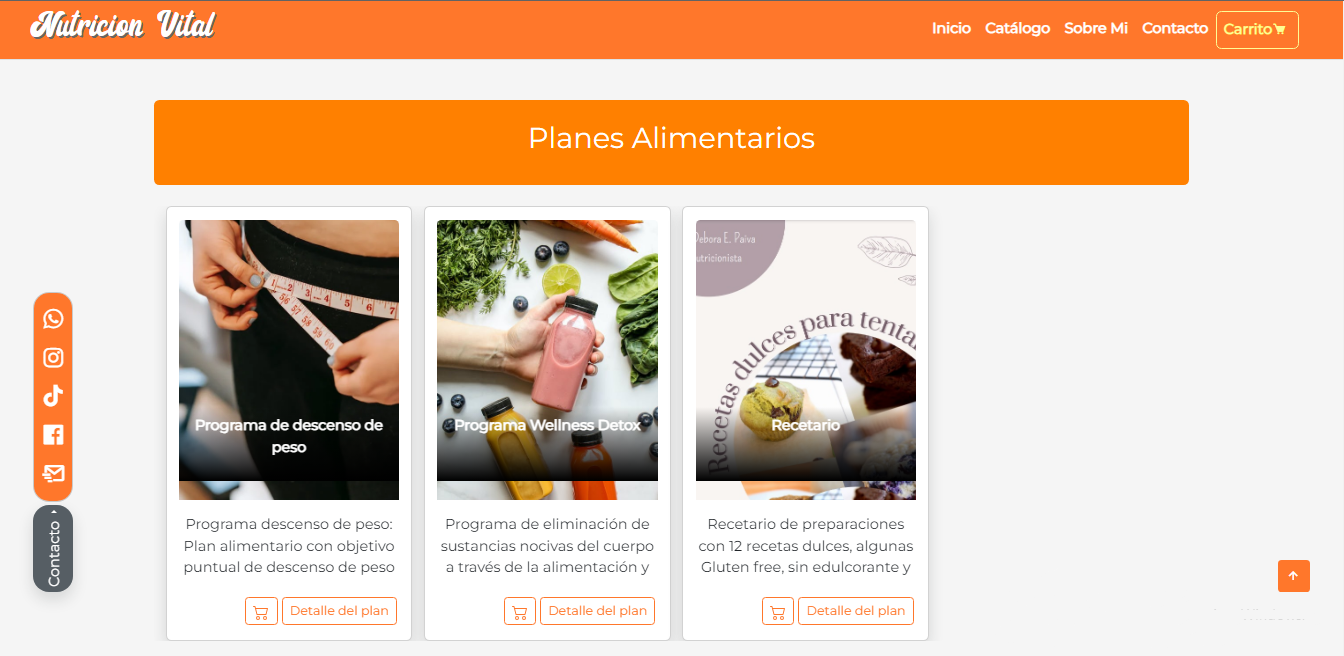 Nutricion Vital
Inicio Catálogo Sobre Mi Contacto Carrito
Planes Alimentarios
Programa de descenso de
peso
Programa descenso de peso:
Plan alimentario con objetivo
puntual de descenso de peso
Detalle del plan
Programa Wellness Detox
Programa de eliminación de
sustancias nocivas del cuerpo
a través de la alimentación y
Detalle del plan
Debora E. Paiva
utricionista
Recetas dulces para tenta
Recetario
Recetario de preparaciones
con 12 recetas dulces, algunas
Gluten free, sin edulcorante y
Detalle del plan
Contacto